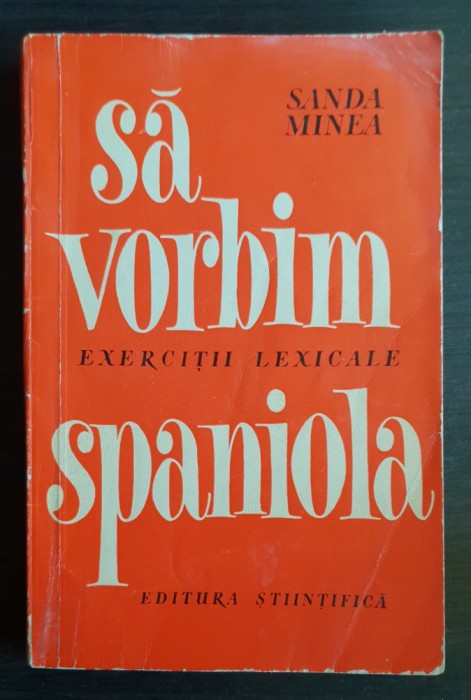 SANDA
MINEA
să
vorbim
EXERCIȚII LEXICALE
spaniola
EDITURA ȘTIINȚIFICĂ